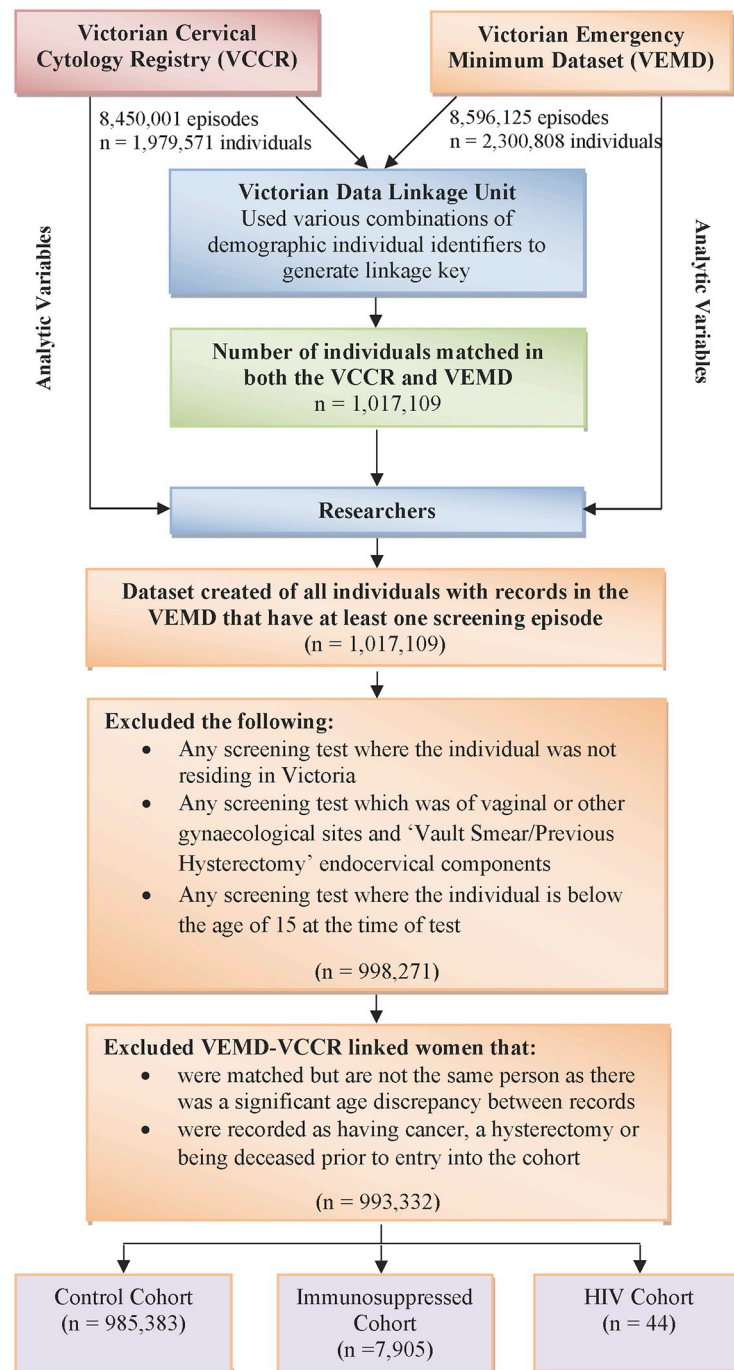 Victorian Cervical
Cytology Registry (VCCR)
Victorian Emergency
Minimum Dataset (VEMD)
8,450,001 episodes
n = 1,979,571 individuals
8,596,125 episodes
n = 2,300,808 individuals
Victorian Data Linkage Unit
Used various combinations of
demographic individual identifiers to
generate linkage key
Analytic Variables
Analytic Variables
Number of individuals matched in
both the VCCR and VEMD
n = 1,017,109
Researchers
Dataset created of all individuals with records in the
VEMD that have at least one screening episode
(n = 1,017,109)
Excluded the following:
• Any screening test where the individual was not
residing in Victoria
• Any screening test which was of vaginal or other
gynaecological sites and ‘Vault Smear/Previous
Hysterectomy’ endocervical components
• Any screening test where the individual is below
the age of 15 at the time of test
(n = 998,271)
Excluded VEMD-VCCR linked women that:
• were matched but are not the same person as there
was a significant age discrepancy between records
• were recorded as having cancer, a hysterectomy or
being deceased prior to entry into the cohort
(n = 993,332)
Control Cohort
(n = 985,383)
Immunosuppressed
Cohort
(n =7,905)
HIV Cohort
(n = 44)